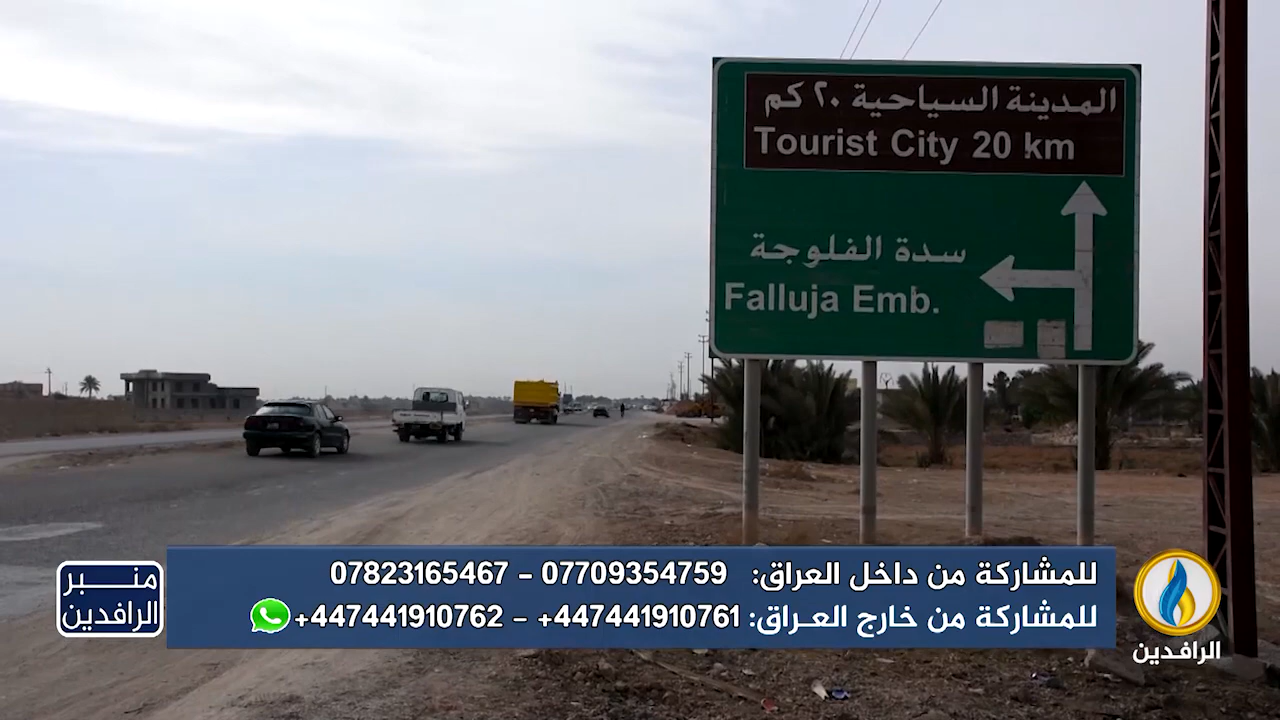 المدينة السياحية ٢٠ كم
Tourist City 20 km
سدة الفلوجة
Falluja Emb.
للمشاركة من داخل العراق: 07709354759 - 07823165467
للمشاركة من خارج العـراق: 447441910761+ - 447441910762+
منبر
الرافدين
الرافدين